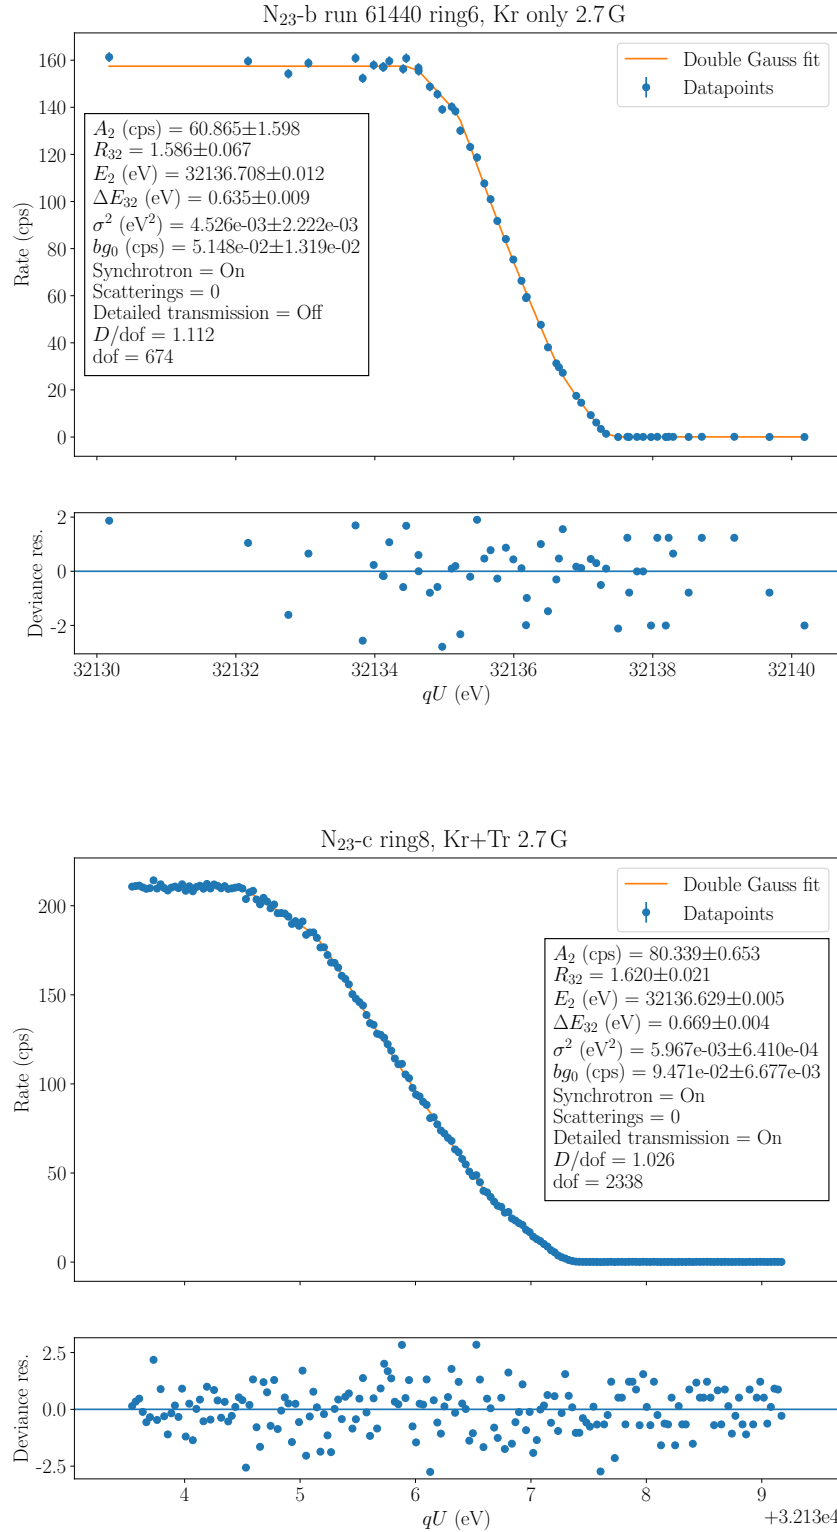 N₂₃-b run 61440 ring6, Kr only 2.7 G
160
140
120
100
80
60
40
20
0
Rate (cps)
Double Gauss fit
Datapoints
A₂ (cps) = 60.865±1.598
R₃₂ = 1.586±0.067
E₂ (eV) = 32136.708±0.012
ΔE₃₂ (eV) = 0.635±0.009
σ² (eV²) = 4.526e-03±2.222e-03
bg₀ (cps) = 5.148e-02±1.319e-02
Synchrotron = On
Scatterings = 0
Detailed transmission = Off
D/dof = 1.112
dof = 674
2
0
-2
Deviance res.
32130 32132 32134 32136 32138 32140
qU (eV)
N₂₃-c ring8, Kr+Tr 2.7 G
200
150
100
50
0
Rate (cps)
Double Gauss fit
Datapoints
A₂ (cps) = 80.339±0.653
R₃₂ = 1.620±0.021
E₂ (eV) = 32136.629±0.005
ΔE₃₂ (eV) = 0.669±0.004
σ² (eV²) = 5.967e-03±6.410e-04
bg₀ (cps) = 9.471e-02±6.677e-03
Synchrotron = On
Scatterings = 0
Detailed transmission = On
D/dof = 1.026
dof = 2338
2.5
0.0
-2.5
Deviance res.
4 5 6 7 8 9
qU (eV)
+3.213e4